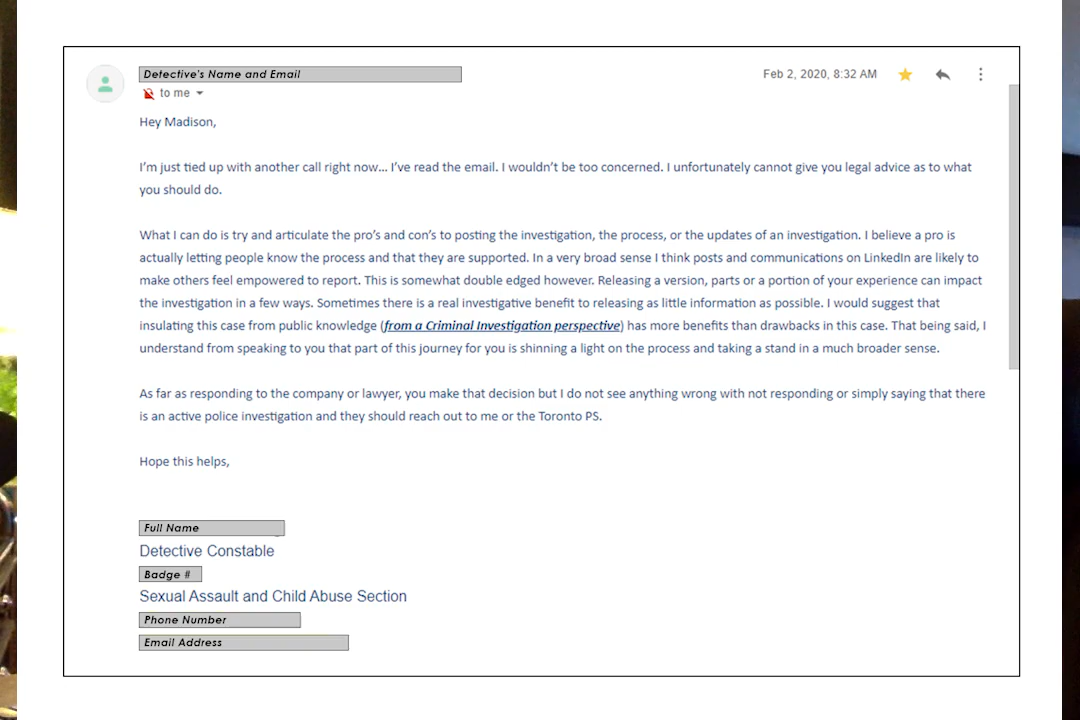 Detective's Name and Email
Feb 2, 2020, 8:32 AM
to me
Hey Madison,
I'm just tied up with another call right now... I've read the email. I wouldn't be too concerned. I unfortunately cannot give you legal advice as to what
you should do.
What I can do is try and articulate the pro's and con's to posting the investigation, the process, or the updates of an investigation. I believe a pro is
actually letting people know the process and that they are supported. In a very broad sense I think posts and communications on LinkedIn are likely to
make others feel empowered to report. This is somewhat double edged however. Releasing a version, parts or a portion of your experience can impact
the investigation in a few ways. Sometimes there is a real investigative benefit to releasing as little information as possible. I would suggest that
insulating this case from public knowledge (from a Criminal Investigation perspective) has more benefits than drawbacks in this case. That being said, I
understand from speaking to you that part of this journey for you is shinning a light on the process and taking a stand in a much broader sense.
As far as responding to the company or lawyer, you make that decision but I do not see anything wrong with not responding or simply saying that there
is an active police investigation and they should reach out to me or the Toronto PS.
Hope this helps,
Full Name
Detective Constable
Badge #
Sexual Assault and Child Abuse Section
Phone Number
Email Address